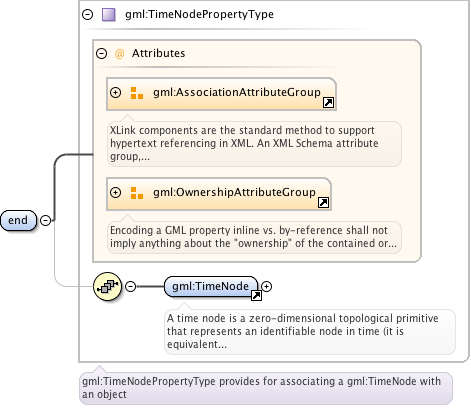 gml:TimeNodePropertyType
@ Attributes
gml:AssociationAttributeGroup
XLink components are the standard method to support
hypertext referencing in XML. An XML Schema attribute
group,...
gml:OwnershipAttributeGroup
Encoding a GML property inline vs. by-reference shall not
imply anything about the "ownership" of the contained or...
end
gml:TimeNode
A time node is a zero-dimensional topological primitive
that represents an identifiable node in time (it is
equivalent...
gml:TimeNodePropertyType provides for associating a gml:TimeNode with
an object